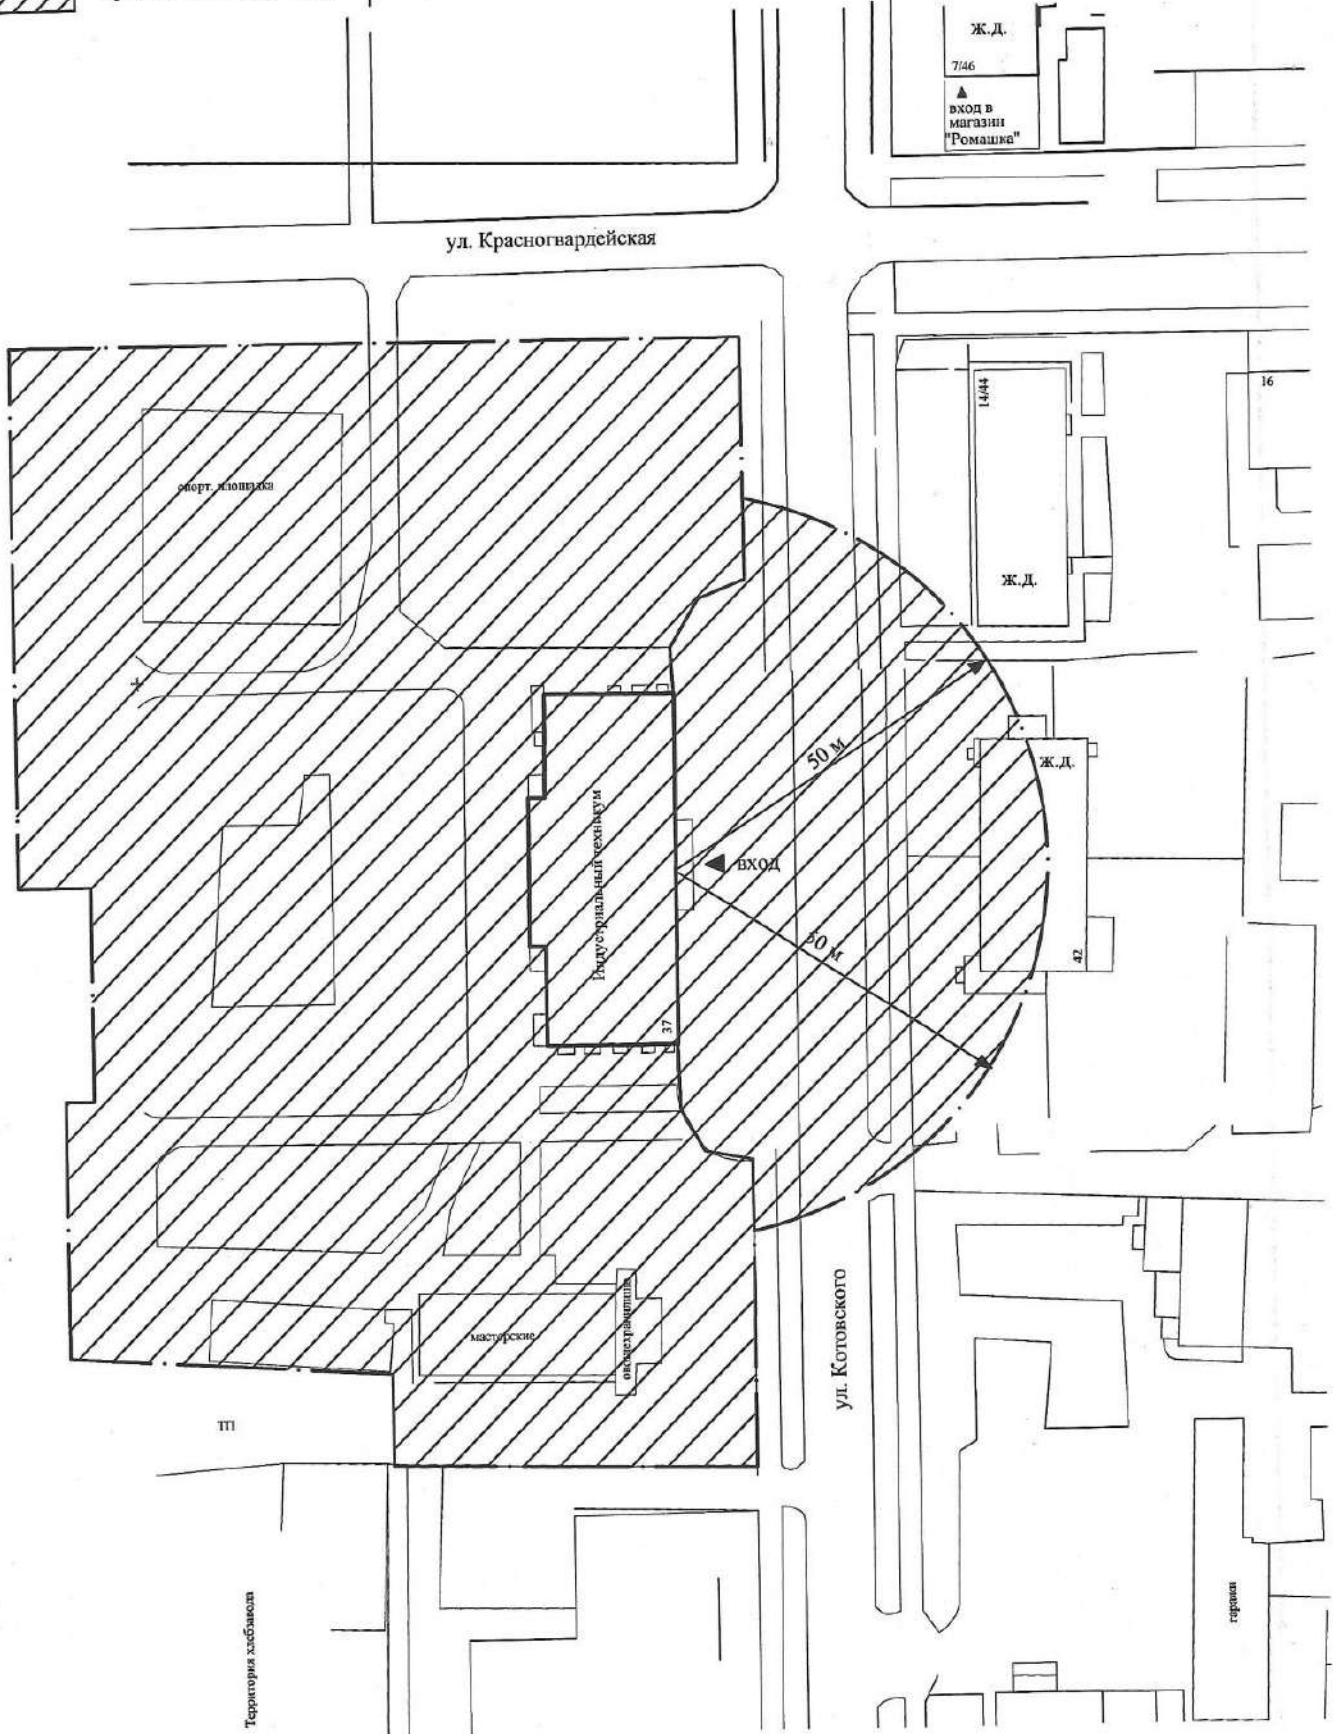 Ж.Д.
7/46
вход в
магазин
"Ромашка"
ул. Красногвардейская
14/44
16
спорт. площадка
Ж.Д.
50 м
Ж.Д.
Индустриальный техникум
вход
50 м
42
37
ул. Котовского
мастерские
овощехранилище
ТП
Территория хлебзавода
гаражи